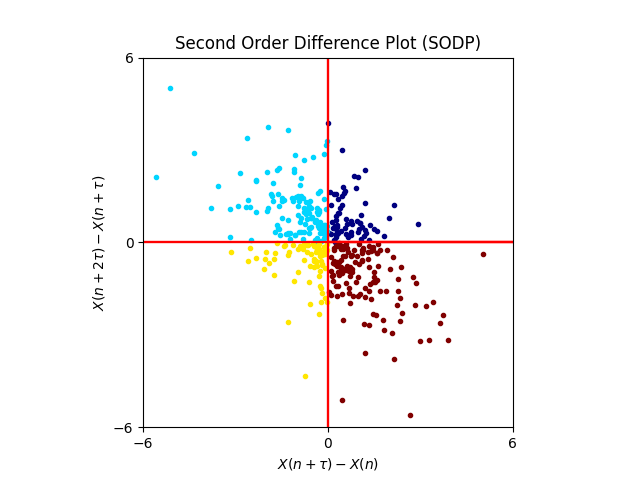 Second Order Difference Plot (SODP)
6
0
−6
X(n + 2τ) − X(n + τ)
−6 0 6
X(n + τ) − X(n)